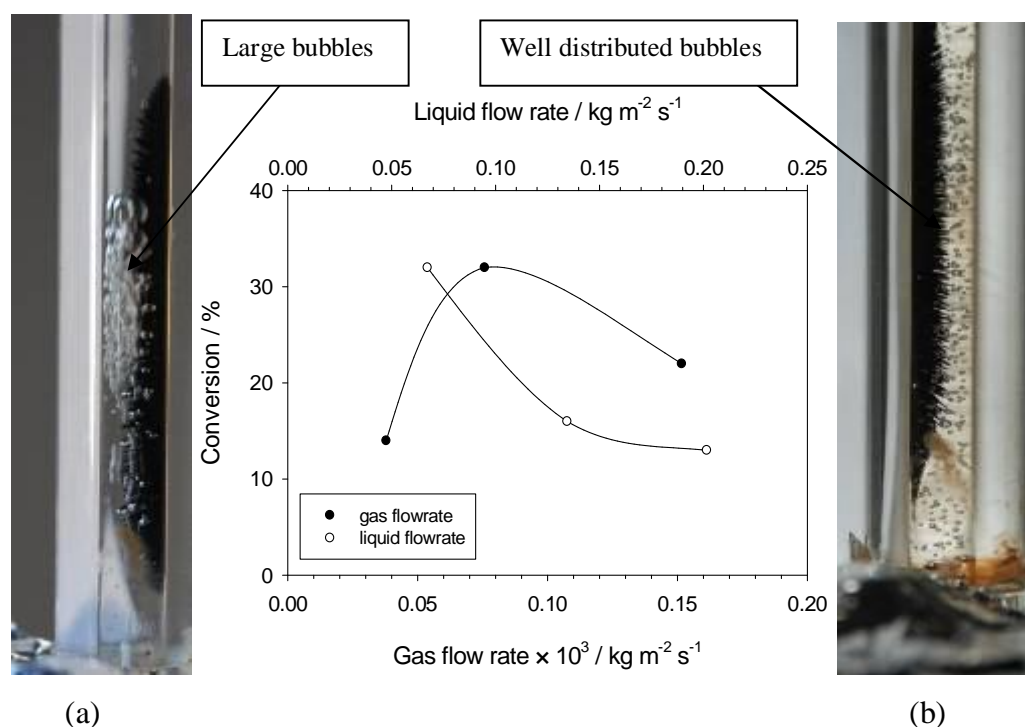 Large bubbles
Well distributed bubbles
Liquid flow rate / kg m⁻² s⁻¹
0.00 0.05 0.10 0.15 0.20 0.25
Conversion / %
40
30
20
10
0
gas flowrate
liquid flowrate
0.00 0.05 0.10 0.15 0.20
Gas flow rate × 10³ / kg m⁻² s⁻¹
(a)
(b)